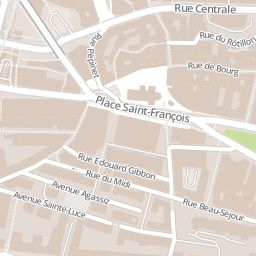 Rue Centrale
Rue du Rôtillon
Rue Pépinet
Rue de Bourg
Place Saint-François
Rue Edouard Gibbon
Rue du Midi
Avenue Agassiz
Rue Beau-Séjour
Avenue Sainte-Luce